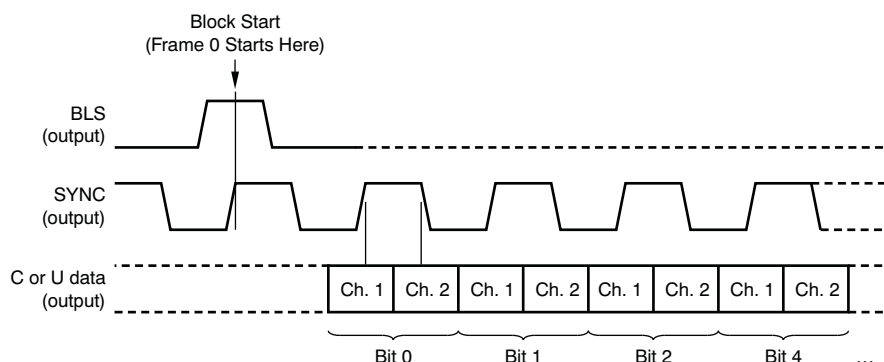 Block Start
(Frame 0 Starts Here)
BLS
(output)
SYNC
(output)
C or U data
(output)
Ch. 1 Ch. 2 Ch. 1 Ch. 2 Ch. 1 Ch. 2 Ch. 1 Ch. 2
Bit 0 Bit 1 Bit 2 Bit 4 ...